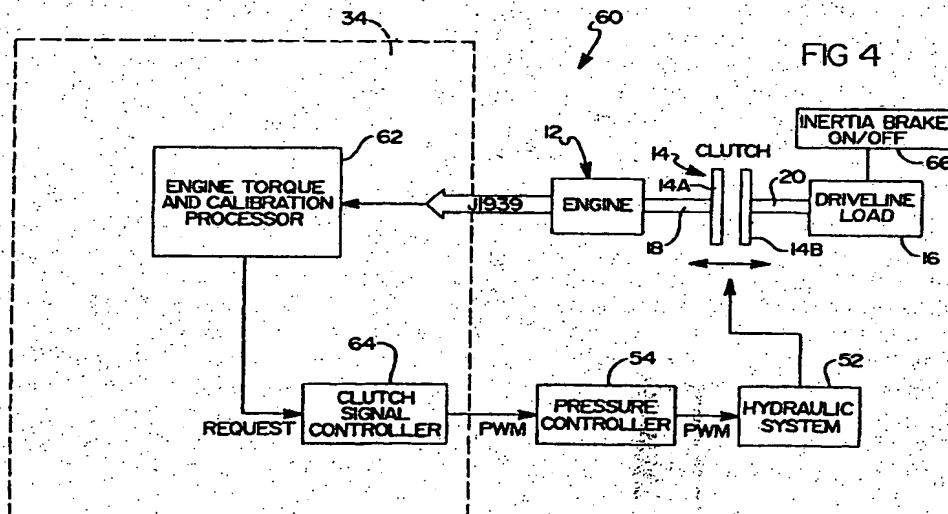 34
60
FIG 4
62
12
14
CLUTCH
INERTIA BRAKE
ON/OFF
66
ENGINE TORQUE
AND CALIBRATION
PROCESSOR
J1939
ENGINE
14A
18
20
14B
DRIVELINE
LOAD
16
64
54
52
REQUEST
CLUTCH
SIGNAL
CONTROLLER
PWM
PRESSURE
CONTROLLER
PWM
HYDRAULIC
SYSTEM